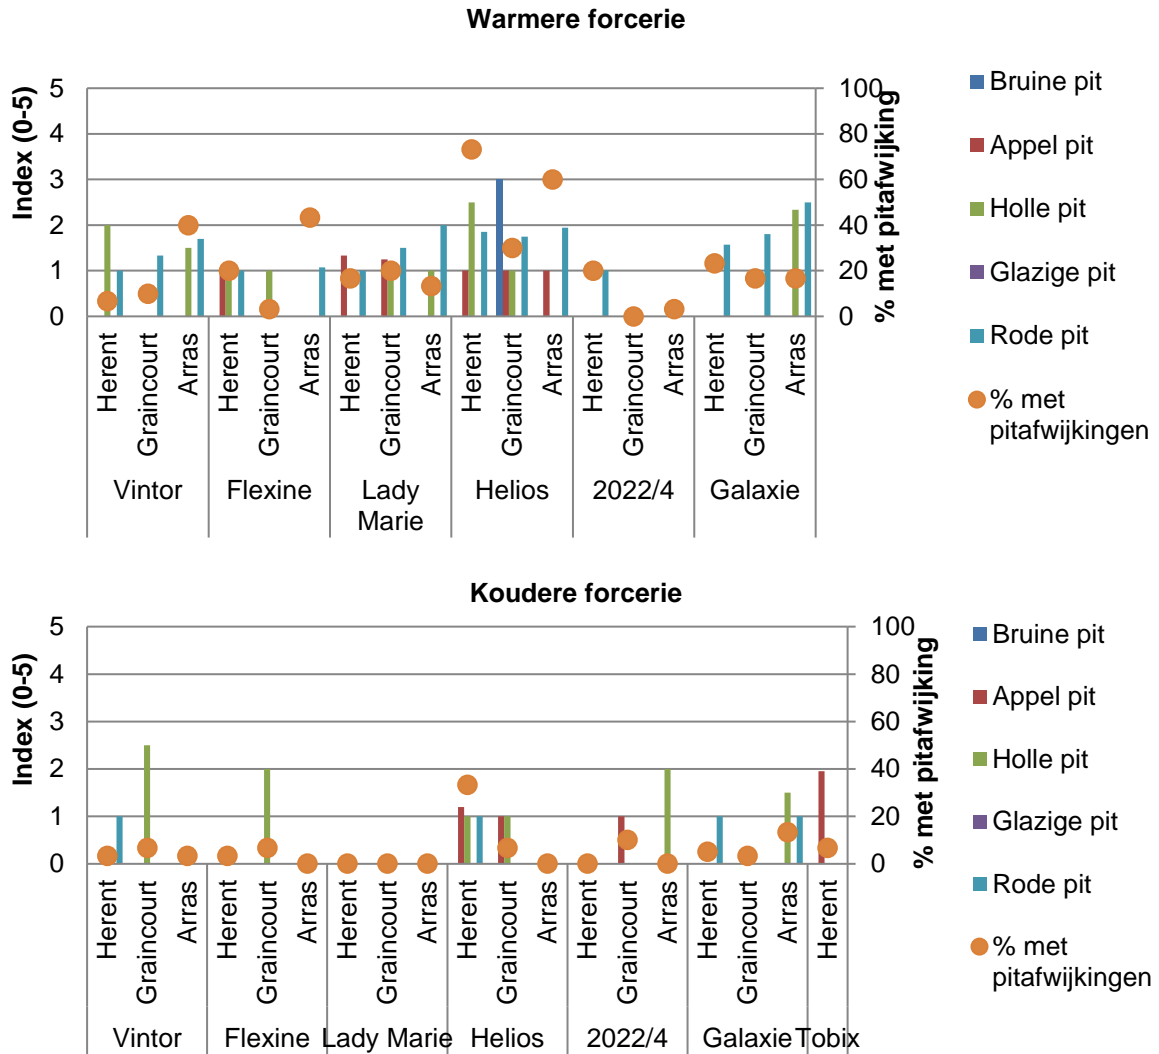 Warmere forcerie
Index (0-5)
5
4
3
2
1
0
100
80
60
40
20
0
% met pitafwijking
Herent
Graincourt
Arras
Herent
Graincourt
Arras
Herent
Graincourt
Arras
Herent
Graincourt
Arras
Herent
Graincourt
Arras
Herent
Graincourt
Arras
Vintor
Flexine
Lady
Marie
Helios
2022/4
Galaxie
Bruine pit
Appel pit
Holle pit
Glazige pit
Rode pit
% met
pitafwijkingen
Koudere forcerie
Index (0-5)
5
4
3
2
1
0
100
80
60
40
20
0
% met pitafwijking
Herent
Graincourt
Arras
Herent
Graincourt
Arras
Herent
Graincourt
Arras
Herent
Graincourt
Arras
Herent
Graincourt
Arras
Herent
Graincourt
Arras
Herent
Vintor
Flexine
Lady Marie
Helios
2022/4
Galaxie
Tobix
Bruine pit
Appel pit
Holle pit
Glazige pit
Rode pit
% met
pitafwijkingen